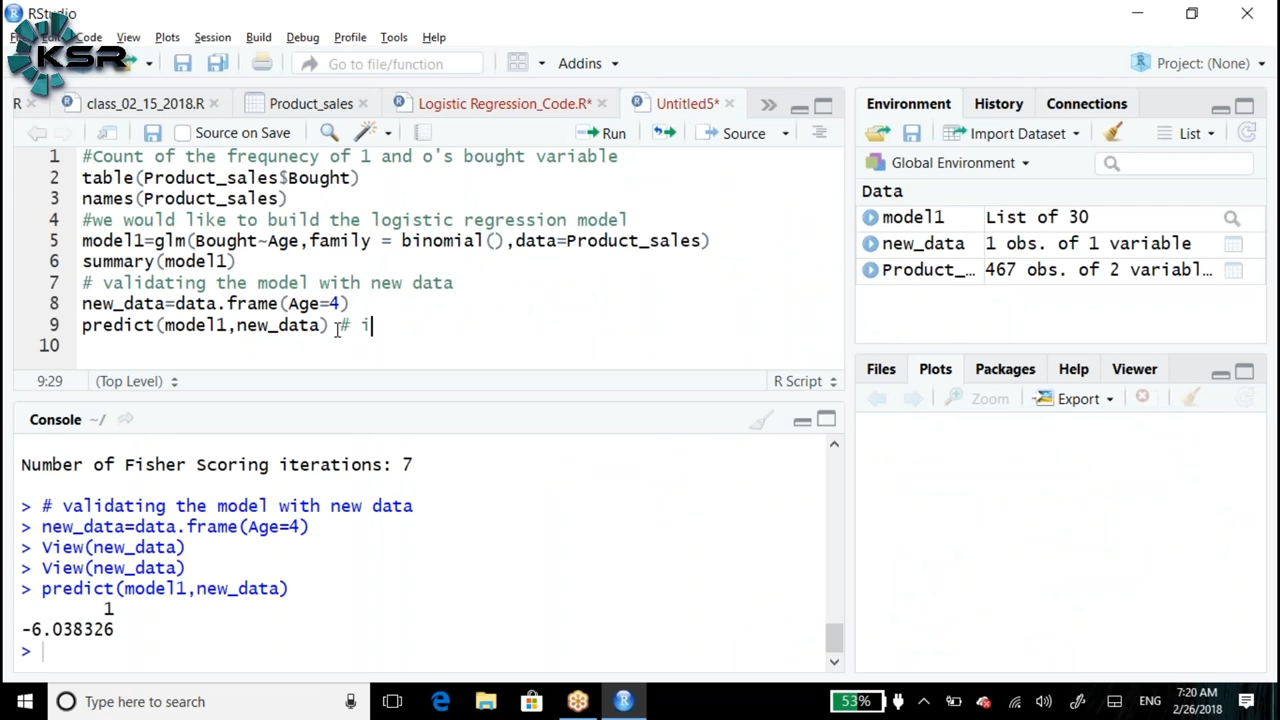 RStudio
KSR
Code View Plots Session Build Debug Profile Tools Help
Go to file/function Addins Project: (None)
R class_02_15_2018.R Product_sales Logistic Regression_Code.R* Untitled5*
Source on Save Run Source
1 #Count of the frequnecy of 1 and o's bought variable
2 table(Product_sales$Bought)
3 names(Product_sales)
4 #we would like to build the logistic regression model
5 model1=glm(Bought~Age,family = binomial(),data=Product_sales)
6 summary(model1)
7 # validating the model with new data
8 new_data=data.frame(Age=4)
9 predict(model1,new_data) # i
10
9:29 (Top Level) R Script
Console ~/
Number of Fisher Scoring iterations: 7
> # validating the model with new data
> new_data=data.frame(Age=4)
> View(new_data)
> View(new_data)
> predict(model1,new_data)
1
-6.038326
>
Environment History Connections
Import Dataset List
Global Environment
Data
model1 List of 30
new_data 1 obs. of 1 variable
Product_… 467 obs. of 2 variabl…
Files Plots Packages Help Viewer
Zoom Export
Type here to search 53% ENG 7:20 AM
2/26/2018